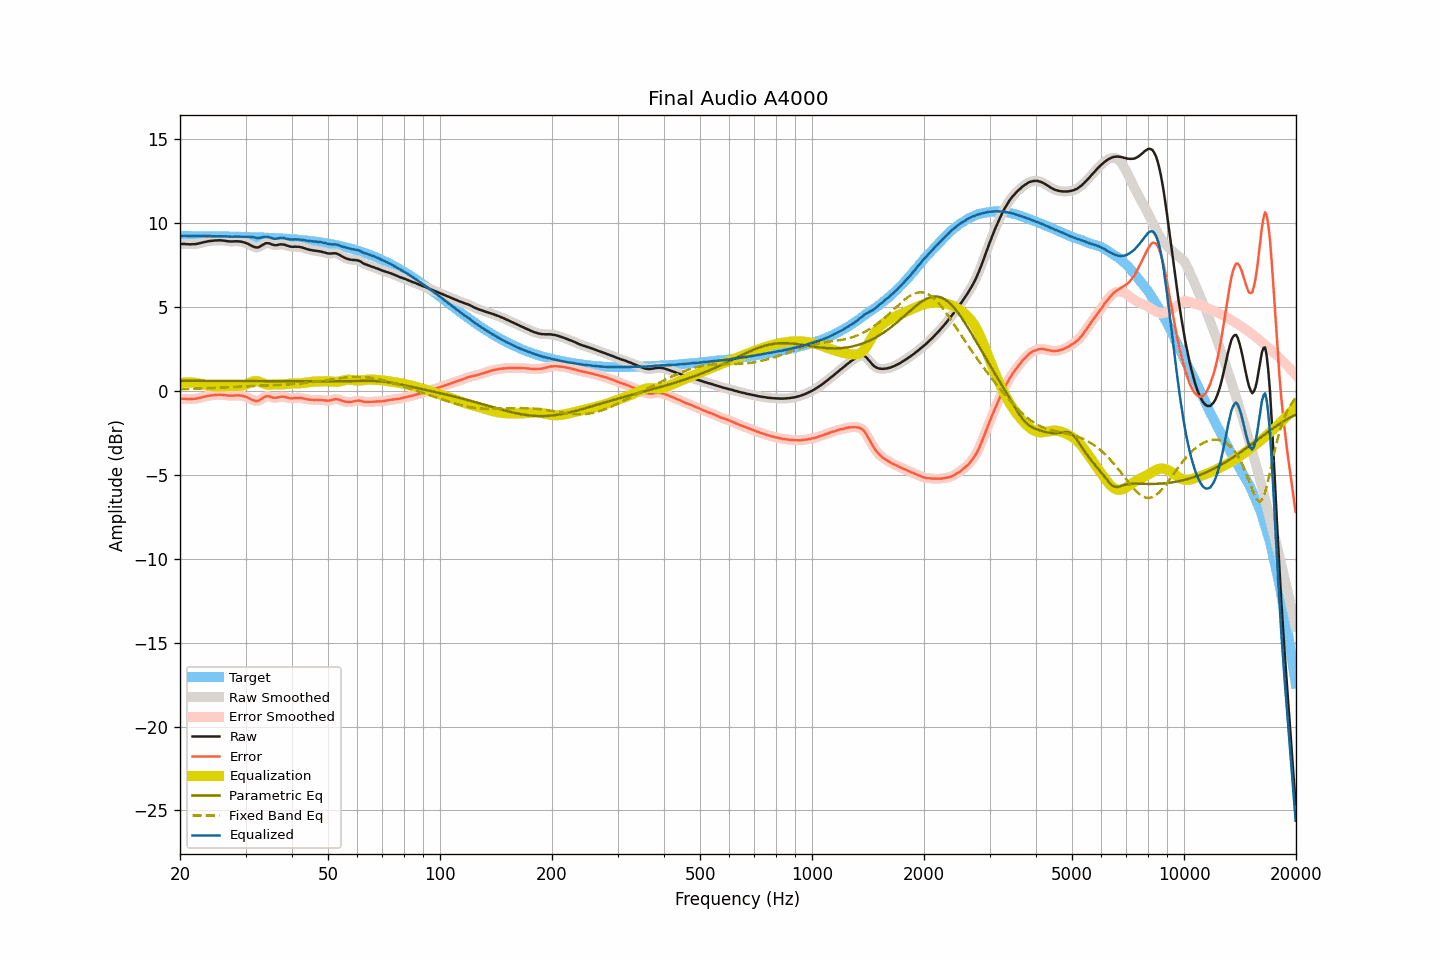 Final Audio A4000
15
10
5
0
−5
−10
−15
−20
−25
Amplitude (dBr)
Target
Raw Smoothed
Error Smoothed
Raw
Error
Equalization
Parametric Eq
Fixed Band Eq
Equalized
20 50 100 200 500 1000 2000 5000 10000 20000
Frequency (Hz)